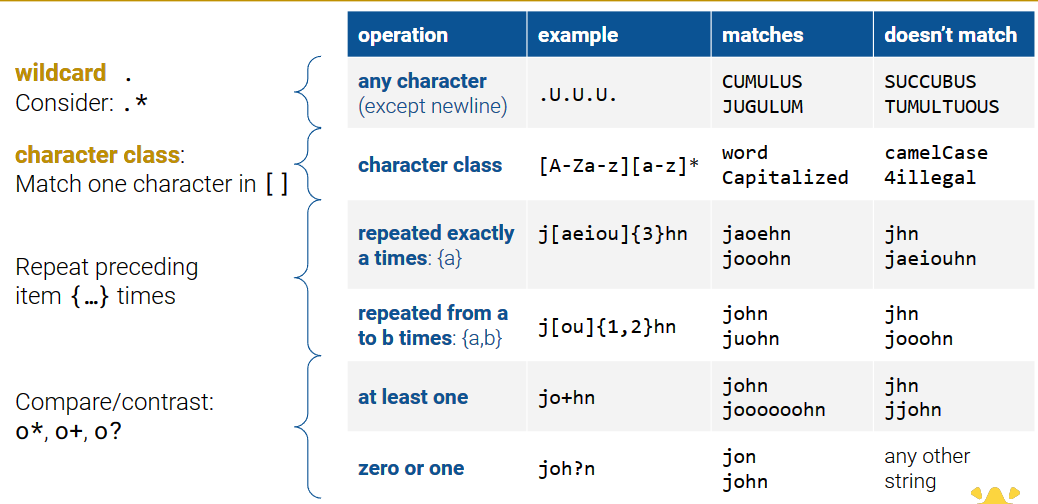 wildcard .
Consider: .*
character class:
Match one character in []
Repeat preceding
item {…} times
Compare/contrast:
o*, o+, o?
operation example matches doesn't match
any character
(except newline)
.U.U.U.
CUMULUS
JUGULUM
SUCCUBUS
TUMULTUOUS
character class
[A-Za-z][a-z]*
word
Capitalized
camelCase
4illegal
repeated exactly
a times: {a}
j[aeiou]{3}hn
jaoehn
jooohn
jhn
jaeiouhn
repeated from a
to b times: {a,b}
j[ou]{1,2}hn
john
juohn
jhn
jooohn
at least one
jo+hn
john
joooooohn
jhn
jjohn
zero or one
joh?n
jon
john
any other
string